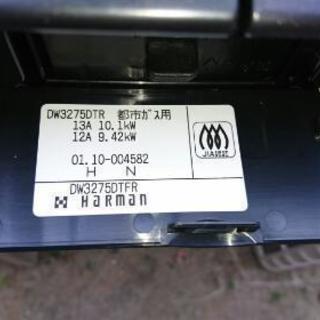 DW3275DTR 都市ガス用
13A 10.1kW
12A 9.42kW
01.10-004582
H N
DW3275DTFR
HARMAN